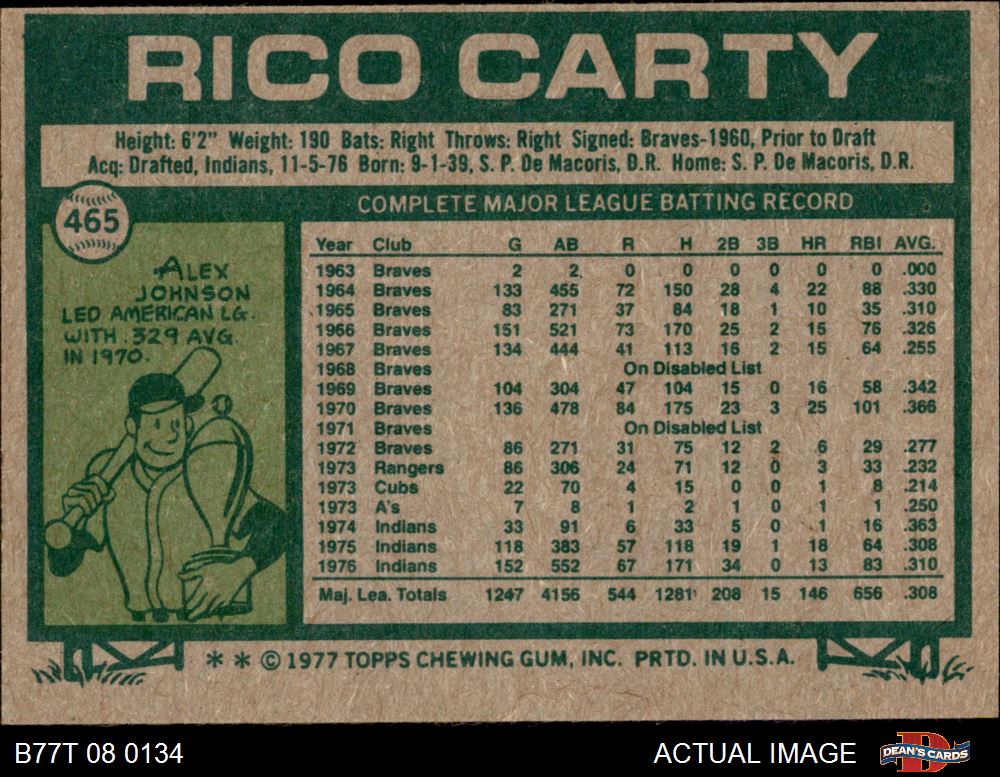 RICO CARTY
Height: 6'2" Weight: 190 Bats: Right Throws: Right Signed: Braves-1960, Prior to Draft
Acq: Drafted, Indians, 11-5-76 Born: 9-1-39, S. P. De Macoris, D.R. Home: S. P. De Macoris, D.R.
465
ALEX
JOHNSON
LED AMERICAN LG.
WITH .329 AVG.
IN 1970.
COMPLETE MAJOR LEAGUE BATTING RECORD
Year Club G AB R H 2B 3B HR RBI AVG.
1963 Braves 2 2 0 0 0 0 0 0 .000
1964 Braves 133 455 72 150 28 4 22 88 .330
1965 Braves 83 271 37 84 18 1 10 35 .310
1966 Braves 151 521 73 170 25 2 15 76 .326
1967 Braves 134 444 41 113 16 2 15 64 .255
1968 Braves On Disabled List
1969 Braves 104 304 47 104 15 0 16 58 .342
1970 Braves 136 478 84 175 23 3 25 101 .366
1971 Braves On Disabled List
1972 Braves 86 271 31 75 12 2 6 29 .277
1973 Rangers 86 306 24 71 12 0 3 33 .232
1973 Cubs 22 70 4 15 0 0 1 8 .214
1973 A's 7 8 1 2 1 0 1 1 .250
1974 Indians 33 91 6 33 5 0 1 16 .363
1975 Indians 118 383 57 118 19 1 18 64 .308
1976 Indians 152 552 67 171 34 0 13 83 .310
Maj. Lea. Totals 1247 4156 544 1281 208 15 146 656 .308
* * © 1977 TOPPS CHEWING GUM, INC. PRTD. IN U.S.A.
B77T 08 0134
ACTUAL IMAGE
DEAN'S CARDS